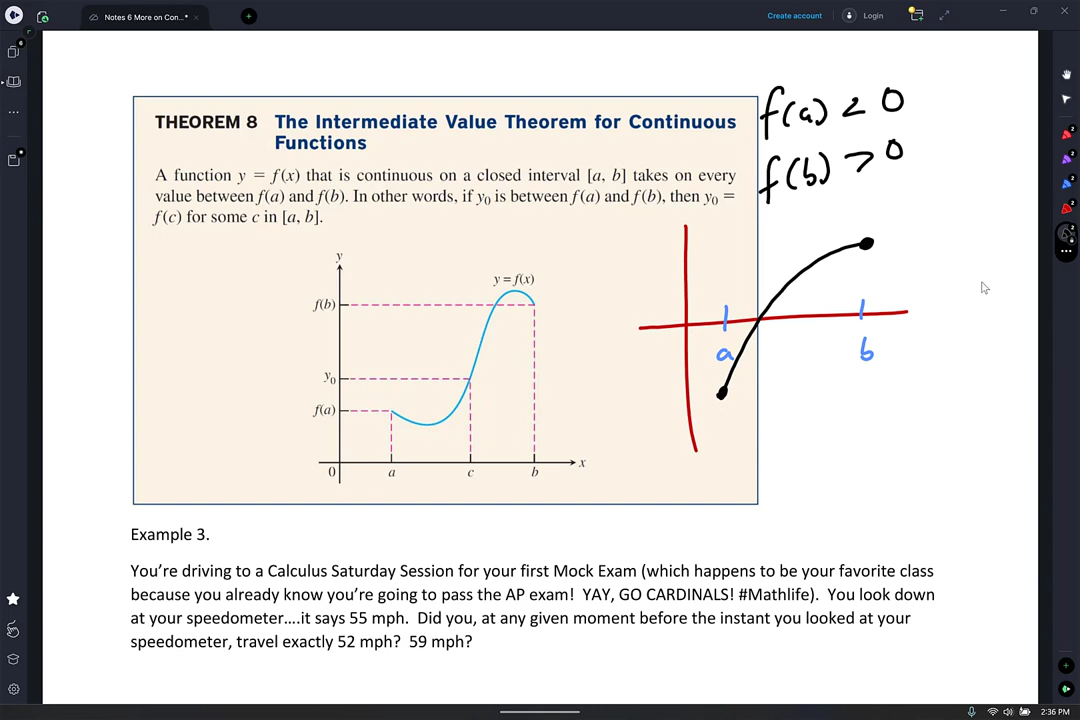 Notes 6 More on Con...*
Create account
Login
THEOREM 8 The Intermediate Value Theorem for Continuous
Functions
A function y = f(x) that is continuous on a closed interval [a, b] takes on every
value between f(a) and f(b). In other words, if y₀ is between f(a) and f(b), then y₀ =
f(c) for some c in [a, b].
f(a) < 0
f(b) > 0
y
y = f(x)
f(b)
y₀
f(a)
0
a
c
b
x
a
b
Example 3.
You’re driving to a Calculus Saturday Session for your first Mock Exam (which happens to be your favorite class
because you already know you’re going to pass the AP exam! YAY, GO CARDINALS! #Mathlife). You look down
at your speedometer….it says 55 mph. Did you, at any given moment before the instant you looked at your
speedometer, travel exactly 52 mph? 59 mph?
2:36 PM